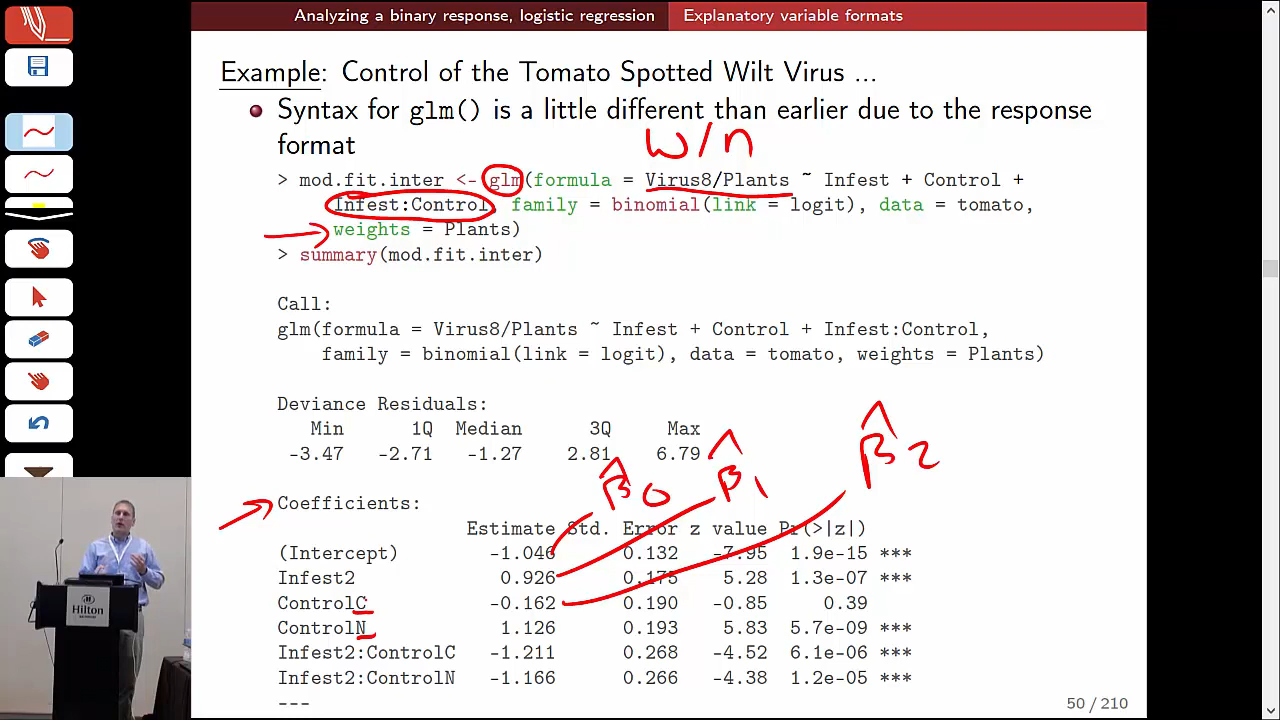 Analyzing a binary response, logistic regression Explanatory variable formats
Example: Control of the Tomato Spotted Wilt Virus ...
Syntax for glm() is a little different than earlier due to the response
format
w/n
> mod.fit.inter <- glm(formula = Virus8/Plants ~ Infest + Control +
Infest:Control, family = binomial(link = logit), data = tomato,
weights = Plants)
> summary(mod.fit.inter)
Call:
glm(formula = Virus8/Plants ~ Infest + Control + Infest:Control,
family = binomial(link = logit), data = tomato, weights = Plants)
Deviance Residuals:
Min 1Q Median 3Q Max
-3.47 -2.71 -1.27 2.81 6.79
β̂0 β̂1 β̂2
Coefficients:
Estimate Std. Error z value Pr(>|z|)
(Intercept) -1.046 0.132 -7.95 1.9e-15 ***
Infest2 0.926 0.175 5.28 1.3e-07 ***
ControlC -0.162 0.190 -0.85 0.39
ControlN 1.126 0.193 5.83 5.7e-09 ***
Infest2:ControlC -1.211 0.268 -4.52 6.1e-06 ***
Infest2:ControlN -1.166 0.266 -4.38 1.2e-05 ***
---
50 / 210
Hilton